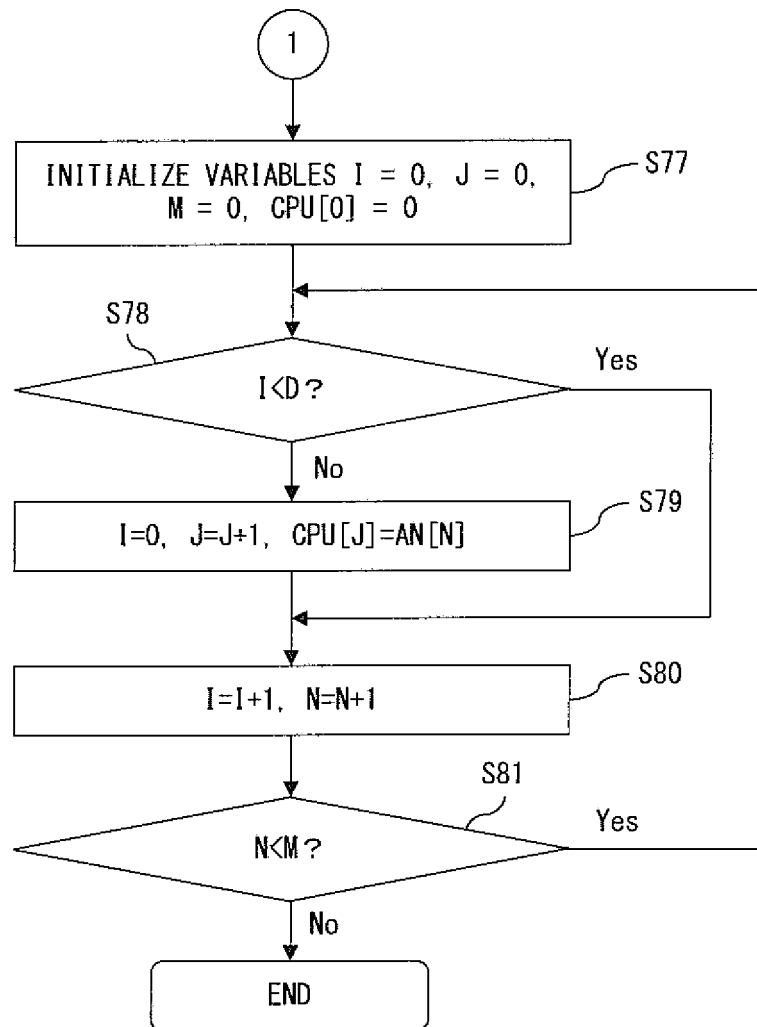 1
INITIALIZE VARIABLES I = 0, J = 0,
M = 0, CPU[0] = 0
S77
S78
I<D?
Yes
No
I=0, J=J+1, CPU[J]=AN[N]
S79
I=I+1, N=N+1
S80
S81
N<M?
Yes
No
END